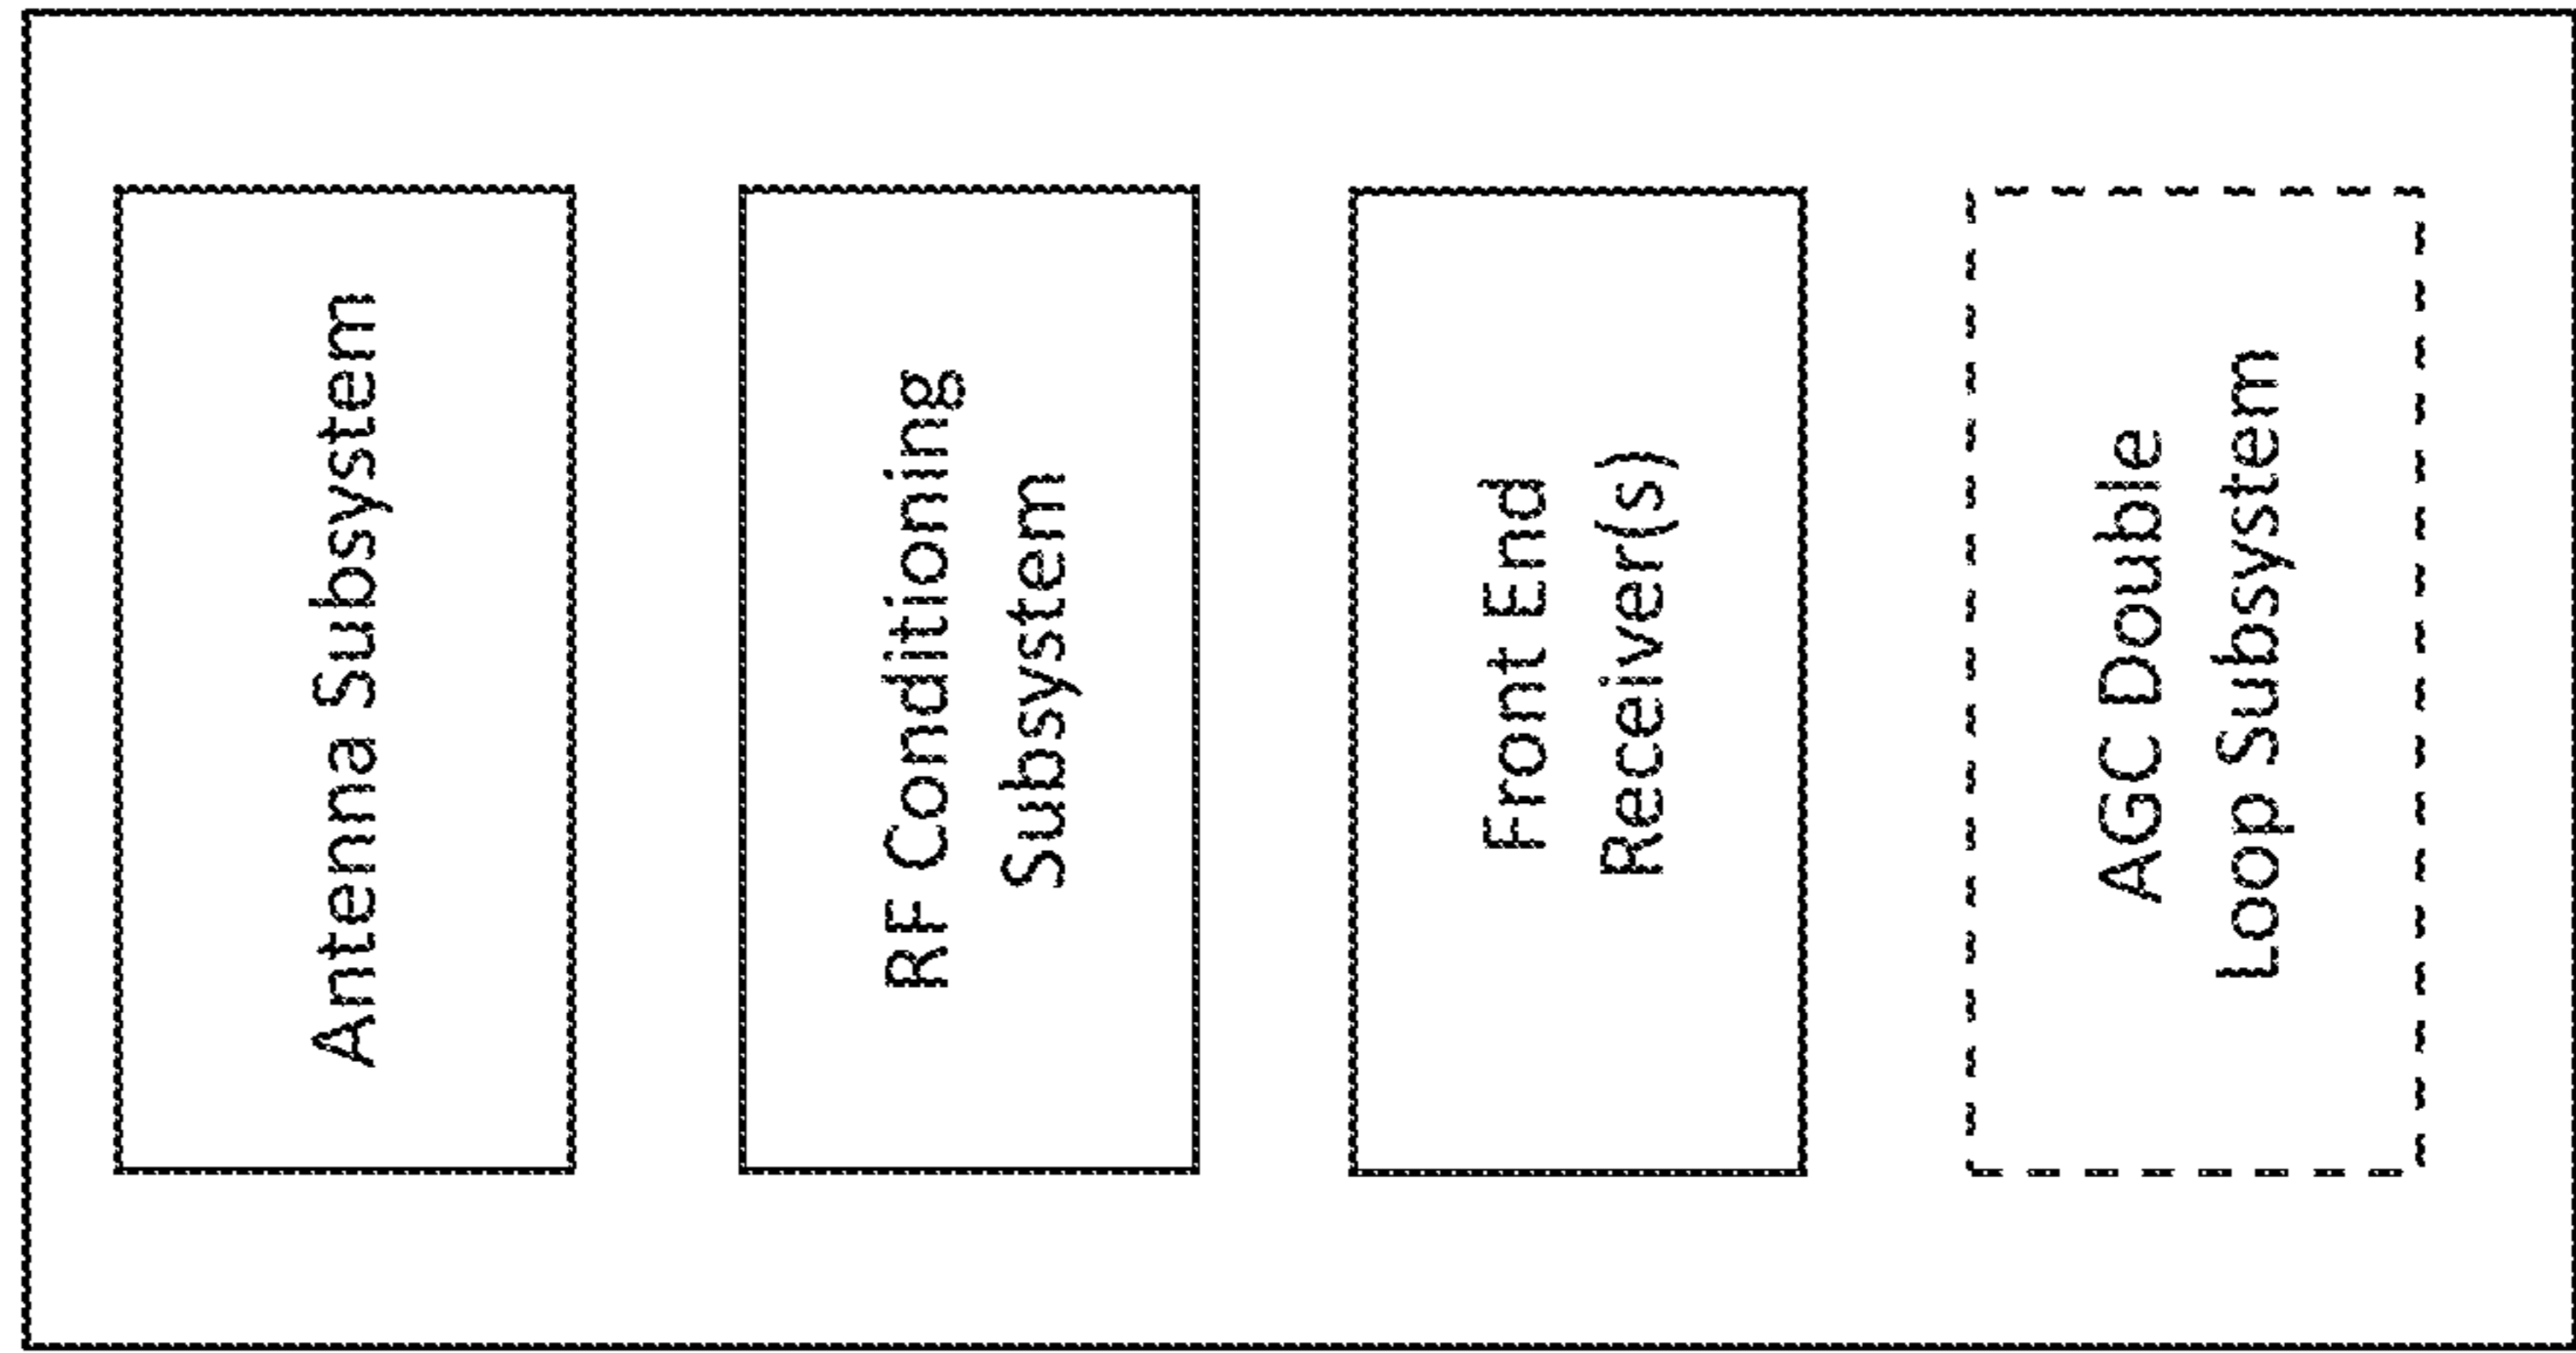 Antenna Subsystem
RF Conditioning
Subsystem
Front End
Receiver(s)
AGC Double
Loop Subsystem